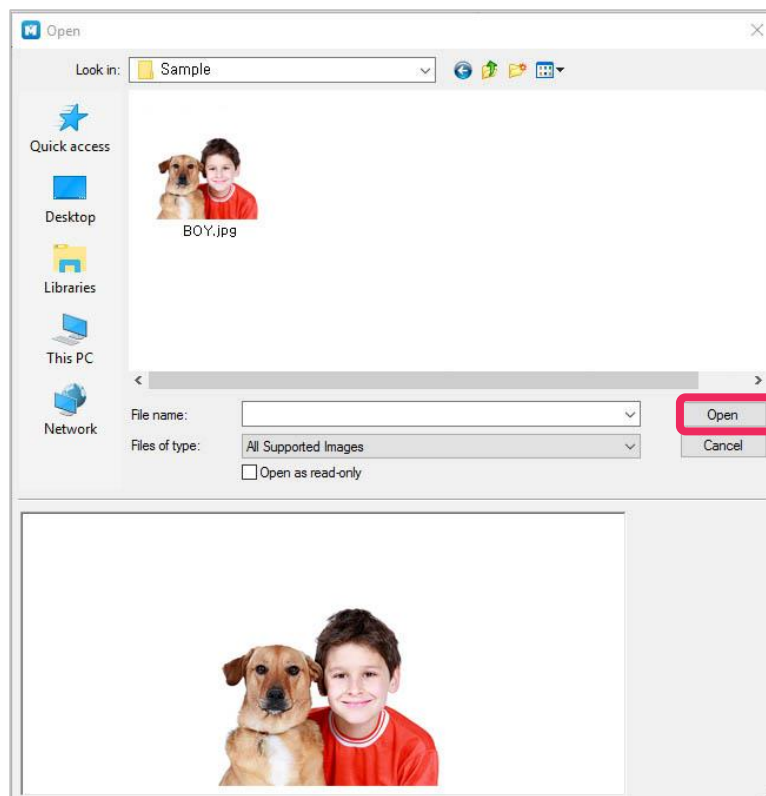 Open
Look in:
Sample
Quick access
Desktop
Libraries
This PC
Network
BOY.jpg
File name:
Open
Files of type:
All Supported Images
Cancel
Open as read-only